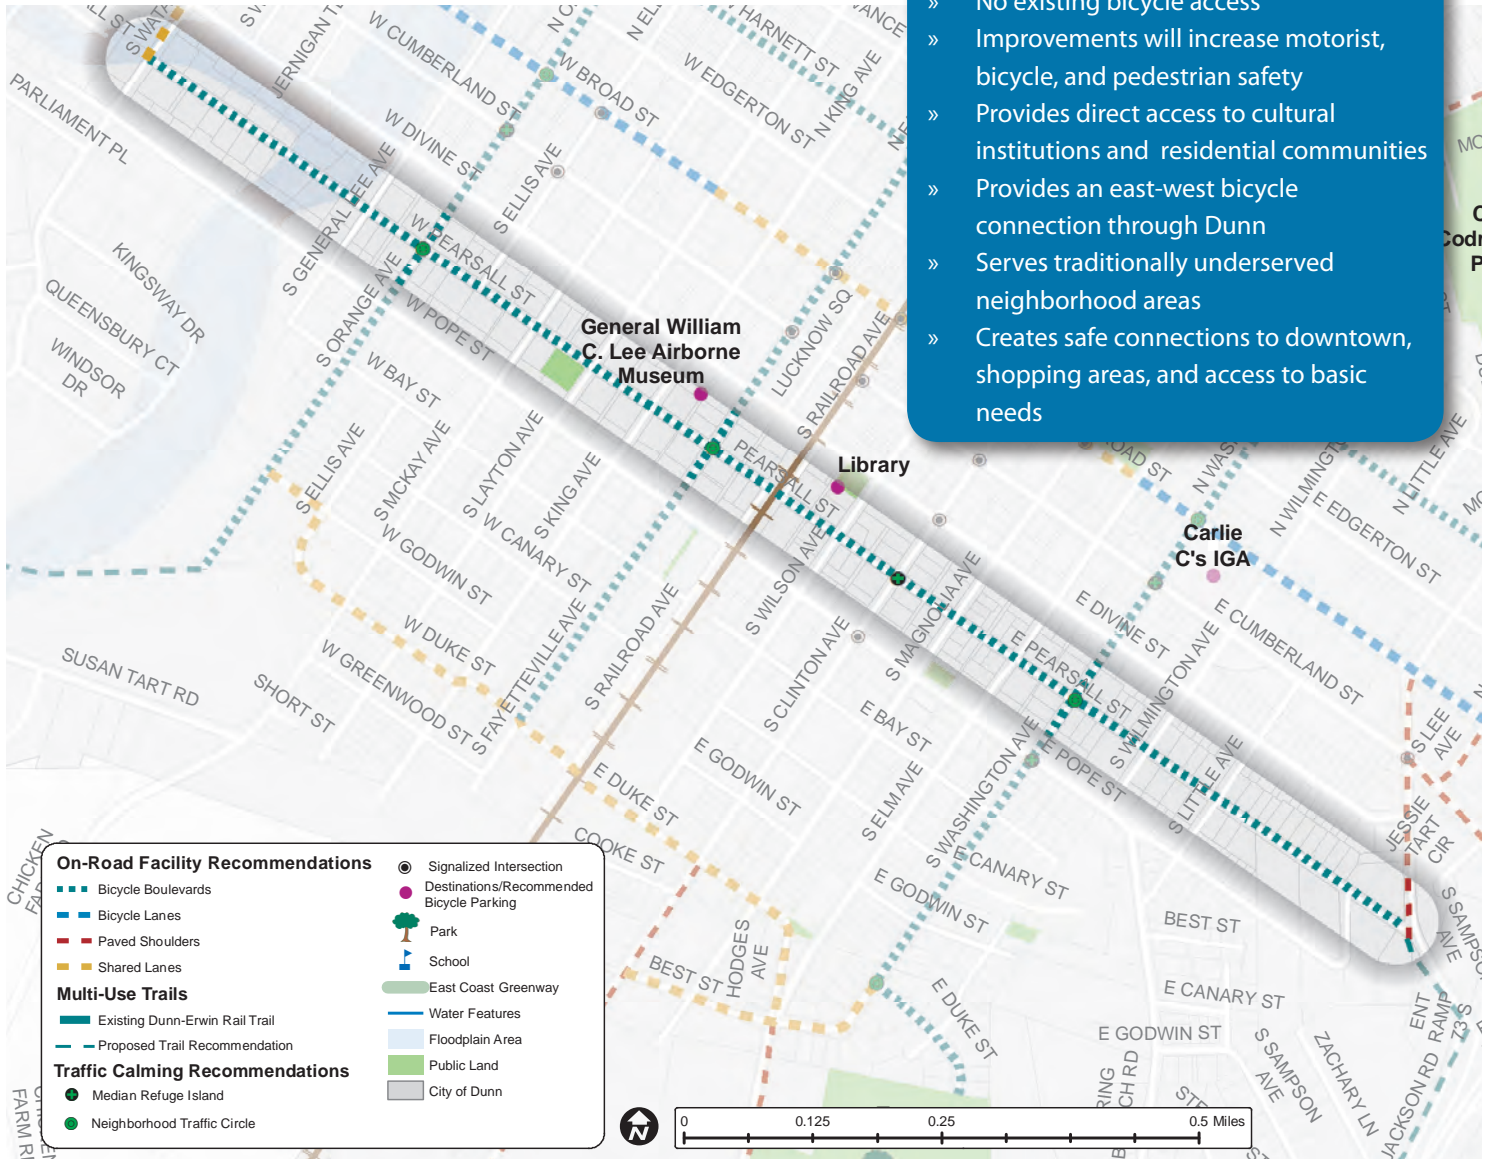 » No existing bicycle access
» Improvements will increase motorist,
bicycle, and pedestrian safety
» Provides direct access to cultural
institutions and residential communities
» Provides an east-west bicycle
connection through Dunn
» Serves traditionally underserved
neighborhood areas
» Creates safe connections to downtown,
shopping areas, and access to basic
needs
PARLIAMENT PL
JERNIGAN
W CUMBERLAND ST
W BROAD ST
W HARNETT ST
W EDGERTON ST
N KING AVE
W DIVINE ST
S ELLIS AVE
S GENERAL LEE AVE
W PEARSALL ST
KINGSWAY DR
QUEENSBURY CT
WINDSOR
DR
S ORANGE AVE
W POPE ST
W BAY ST
General William
C. Lee Airborne
Museum
LUCKNOW SQ
S RAILROAD AVE
S ELLIS AVE
S MCKAY AVE
S LAYTON AVE
S KING AVE
W CANARY ST
W GODWIN ST
PEARSALL ST
Library
W DUKE ST
W GREENWOOD ST
S FAYETTEVILLE AVE
S RAILROAD AVE
S WILSON AVE
S CLINTON AVE
S MAGNOLIA AVE
SUSAN TART RD
SHORT ST
Carlie
C's IGA
N WILMINGTON
N LITTLE AVE
E EDGERTON ST
E DIVINE ST
E CUMBERLAND ST
E PEARSALL ST
S WILMINGTON AVE
E BAY ST
E POPE ST
S LITTLE AVE
S LEE
AVE
JESSIE
TART
CIR
S SAMPSON
AVE
E GODWIN ST
E DUKE ST
COOKE ST
S ELM AVE
S WASHINGTON AVE
E CANARY ST
E GODWIN ST
BEST ST
HODGES
AVE
BEST ST
E DUKE ST
E CANARY ST
E GODWIN ST
S SAMPSON
AVE
ZACHARY LN
JACKSON RD
ENT
RAMP
73 S
CHICKEN
On-Road Facility Recommendations
Bicycle Boulevards
Bicycle Lanes
Paved Shoulders
Shared Lanes
Multi-Use Trails
Existing Dunn-Erwin Rail Trail
Proposed Trail Recommendation
Traffic Calming Recommendations
Median Refuge Island
Neighborhood Traffic Circle
Signalized Intersection
Destinations/Recommended
Bicycle Parking
Park
School
East Coast Greenway
Water Features
Floodplain Area
Public Land
City of Dunn
N
0 0.125 0.25 0.5 Miles